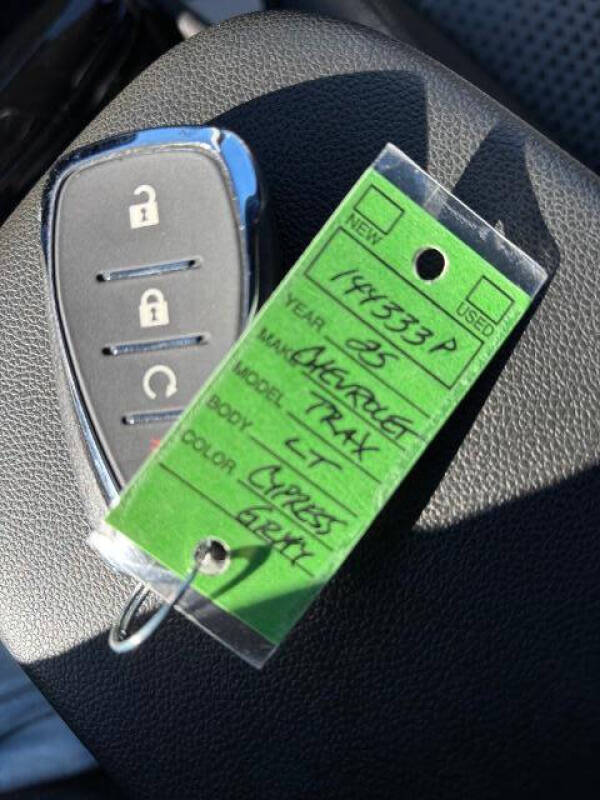 NEW
USED
144333P
YEAR 25
MAKE CHEVROLET
MODEL TRAX
BODY LT
COLOR CYPRESS
GRAY